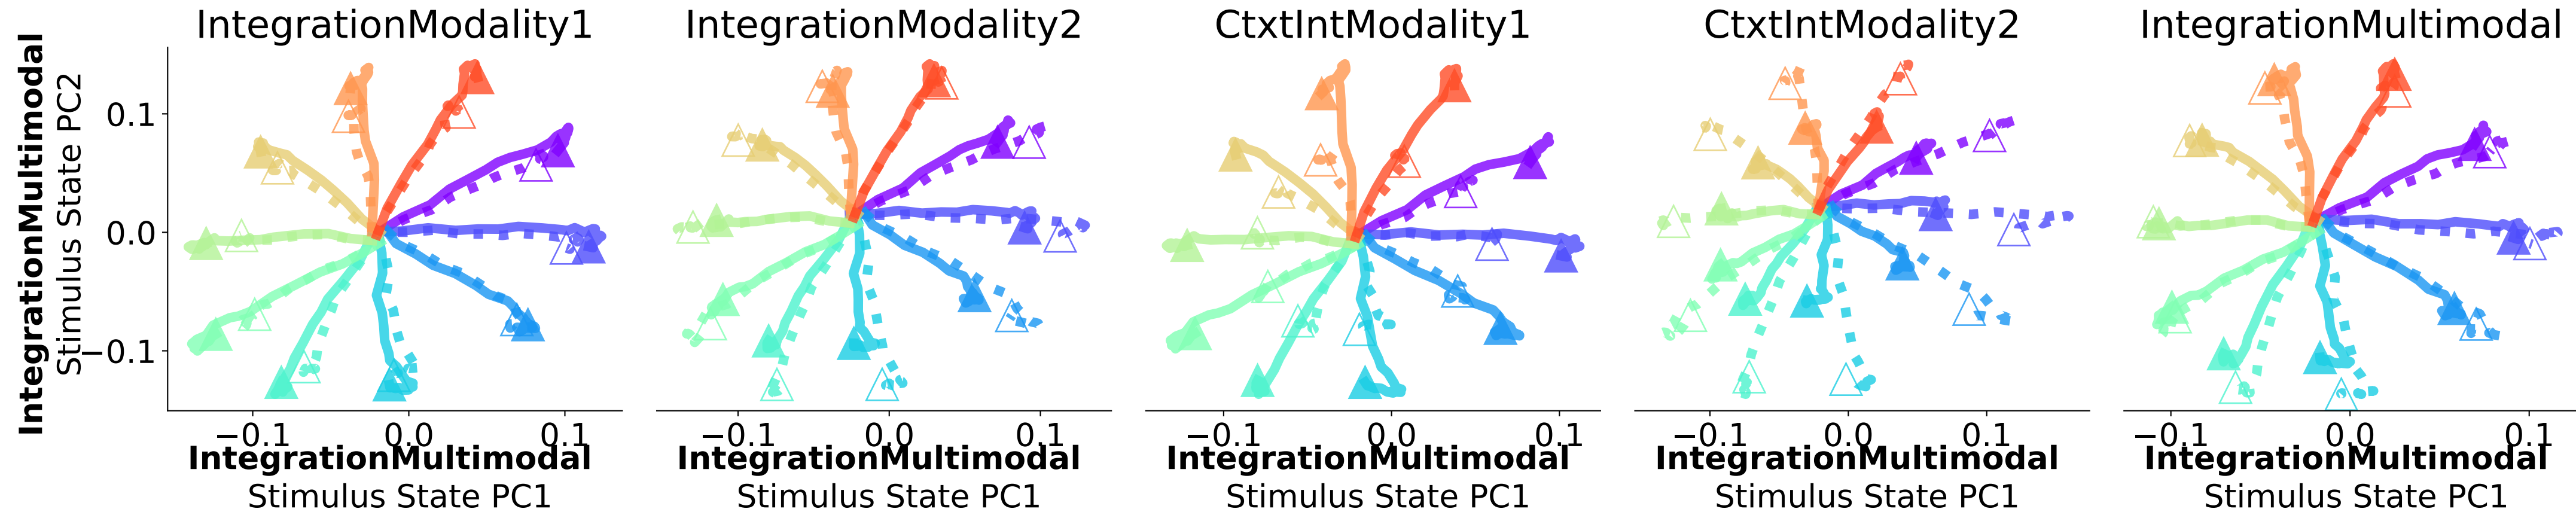 IntegrationModality1
IntegrationModality2
CtxtIntModality1
CtxtIntModality2
IntegrationMultimodal
IntegrationMultimodal
Stimulus State PC2
0.1
0.0
−0.1
−0.1 0.0 0.1
−0.1 0.0 0.1
−0.1 0.0 0.1
−0.1 0.0 0.1
−0.1 0.0 0.1
IntegrationMultimodal
IntegrationMultimodal
IntegrationMultimodal
IntegrationMultimodal
IntegrationMultimodal
Stimulus State PC1
Stimulus State PC1
Stimulus State PC1
Stimulus State PC1
Stimulus State PC1